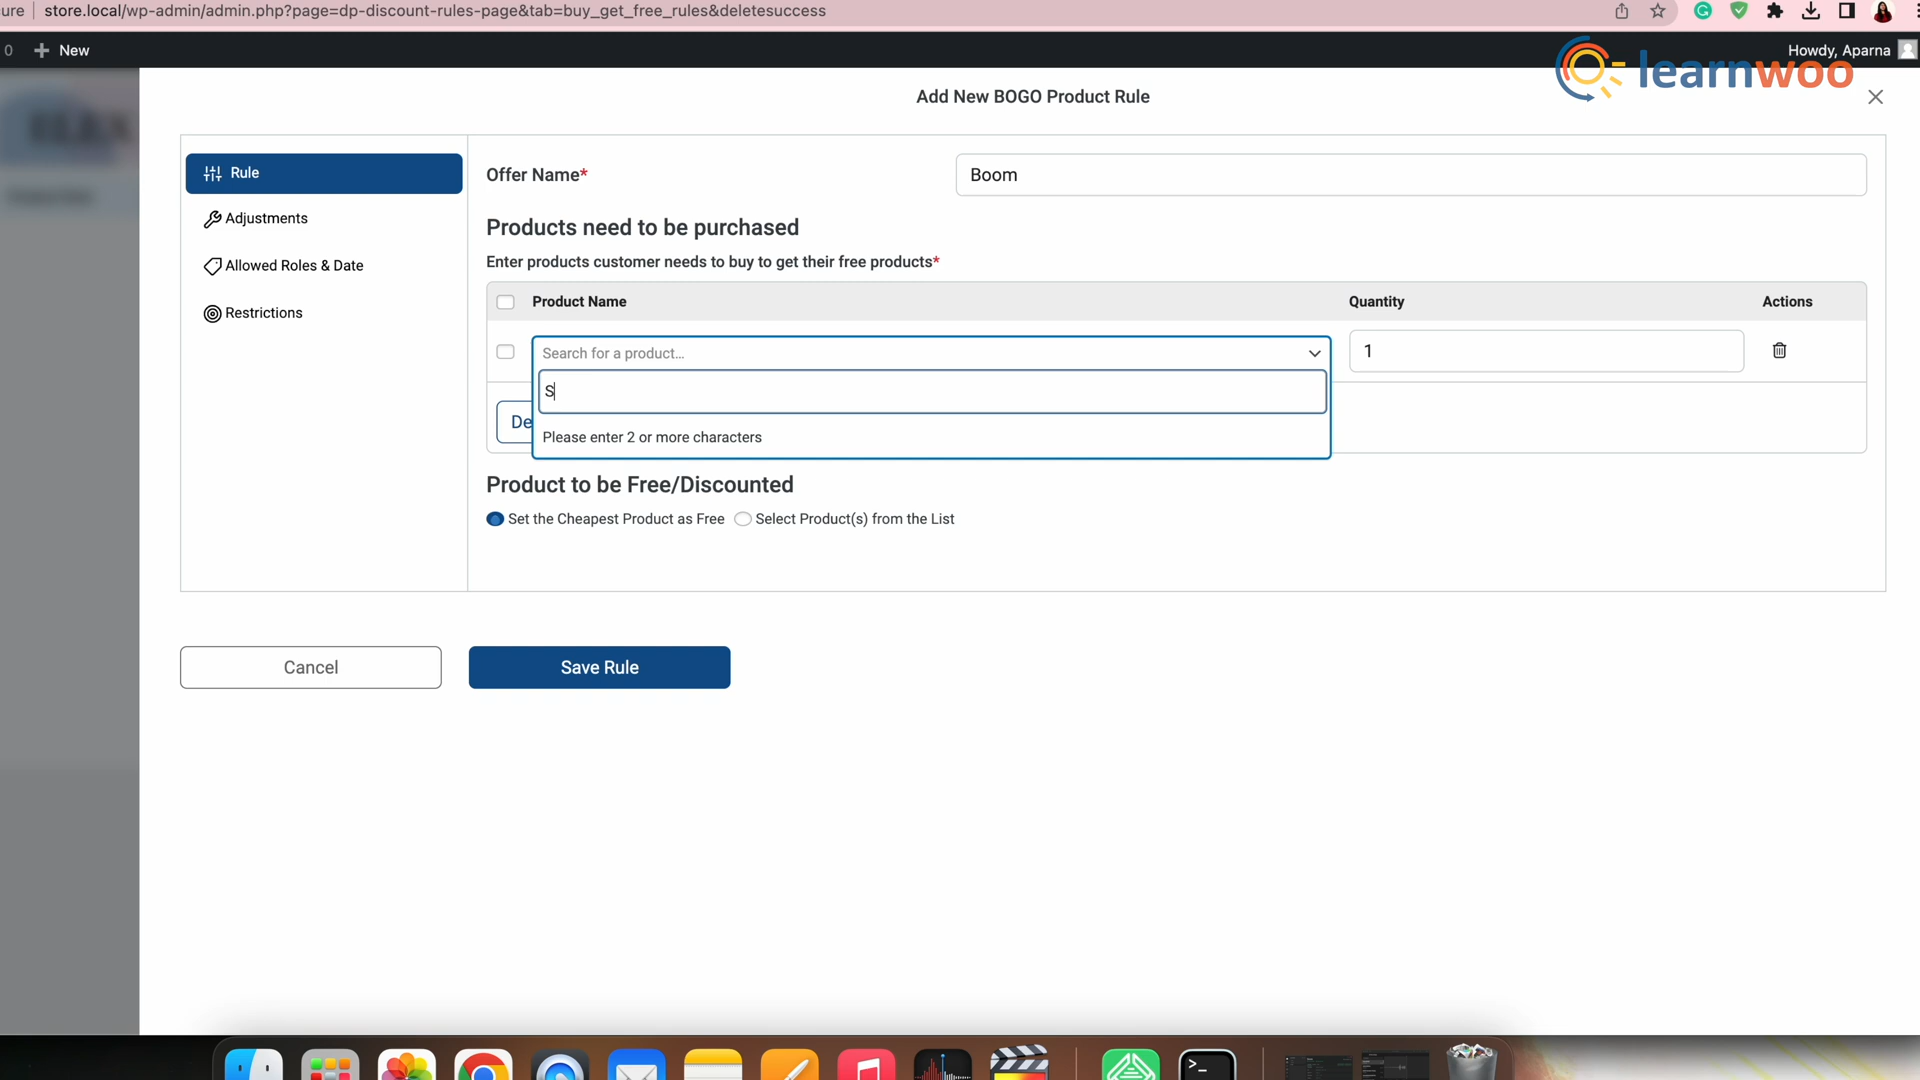 ure store.local/wp-admin/admin.php?page=dp-discount-rules-page&tab=buy_get_free_rules&deletesuccess
0 New Howdy, Aparna
learnwoo
Add New BOGO Product Rule
Rule
Adjustments
Allowed Roles & Date
Restrictions
Offer Name* Boom
Products need to be purchased
Enter products customer needs to buy to get their free products*
Product Name Quantity Actions
Search for a product... 1
S
De
Please enter 2 or more characters
Product to be Free/Discounted
Set the Cheapest Product as Free Select Product(s) from the List
Cancel Save Rule